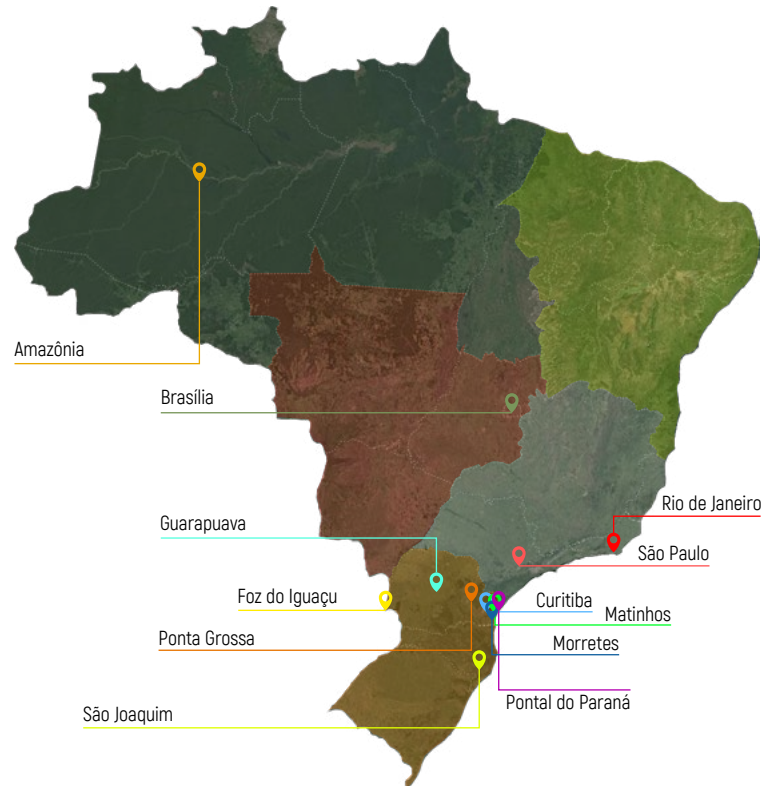 Amazônia
Brasília
Rio de Janeiro
Guarapuava
São Paulo
Foz do Iguaçu
Curitiba
Matinhos
Ponta Grossa
Morretes
Pontal do Paraná
São Joaquim